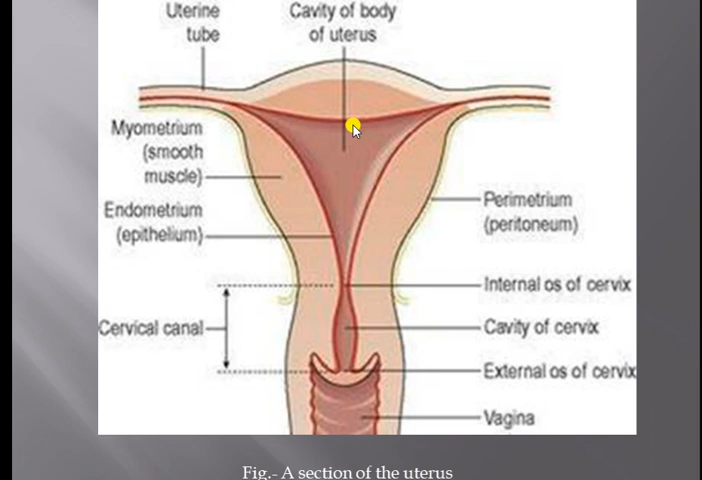 Uterine
tube
Cavity of body
of uterus
Myometrium
(smooth
muscle)
Endometrium
(epithelium)
Perimetrium
(peritoneum)
Internal os of cervix
Cervical canal
Cavity of cervix
External os of cervix
Vagina
Fig.- A section of the uterus